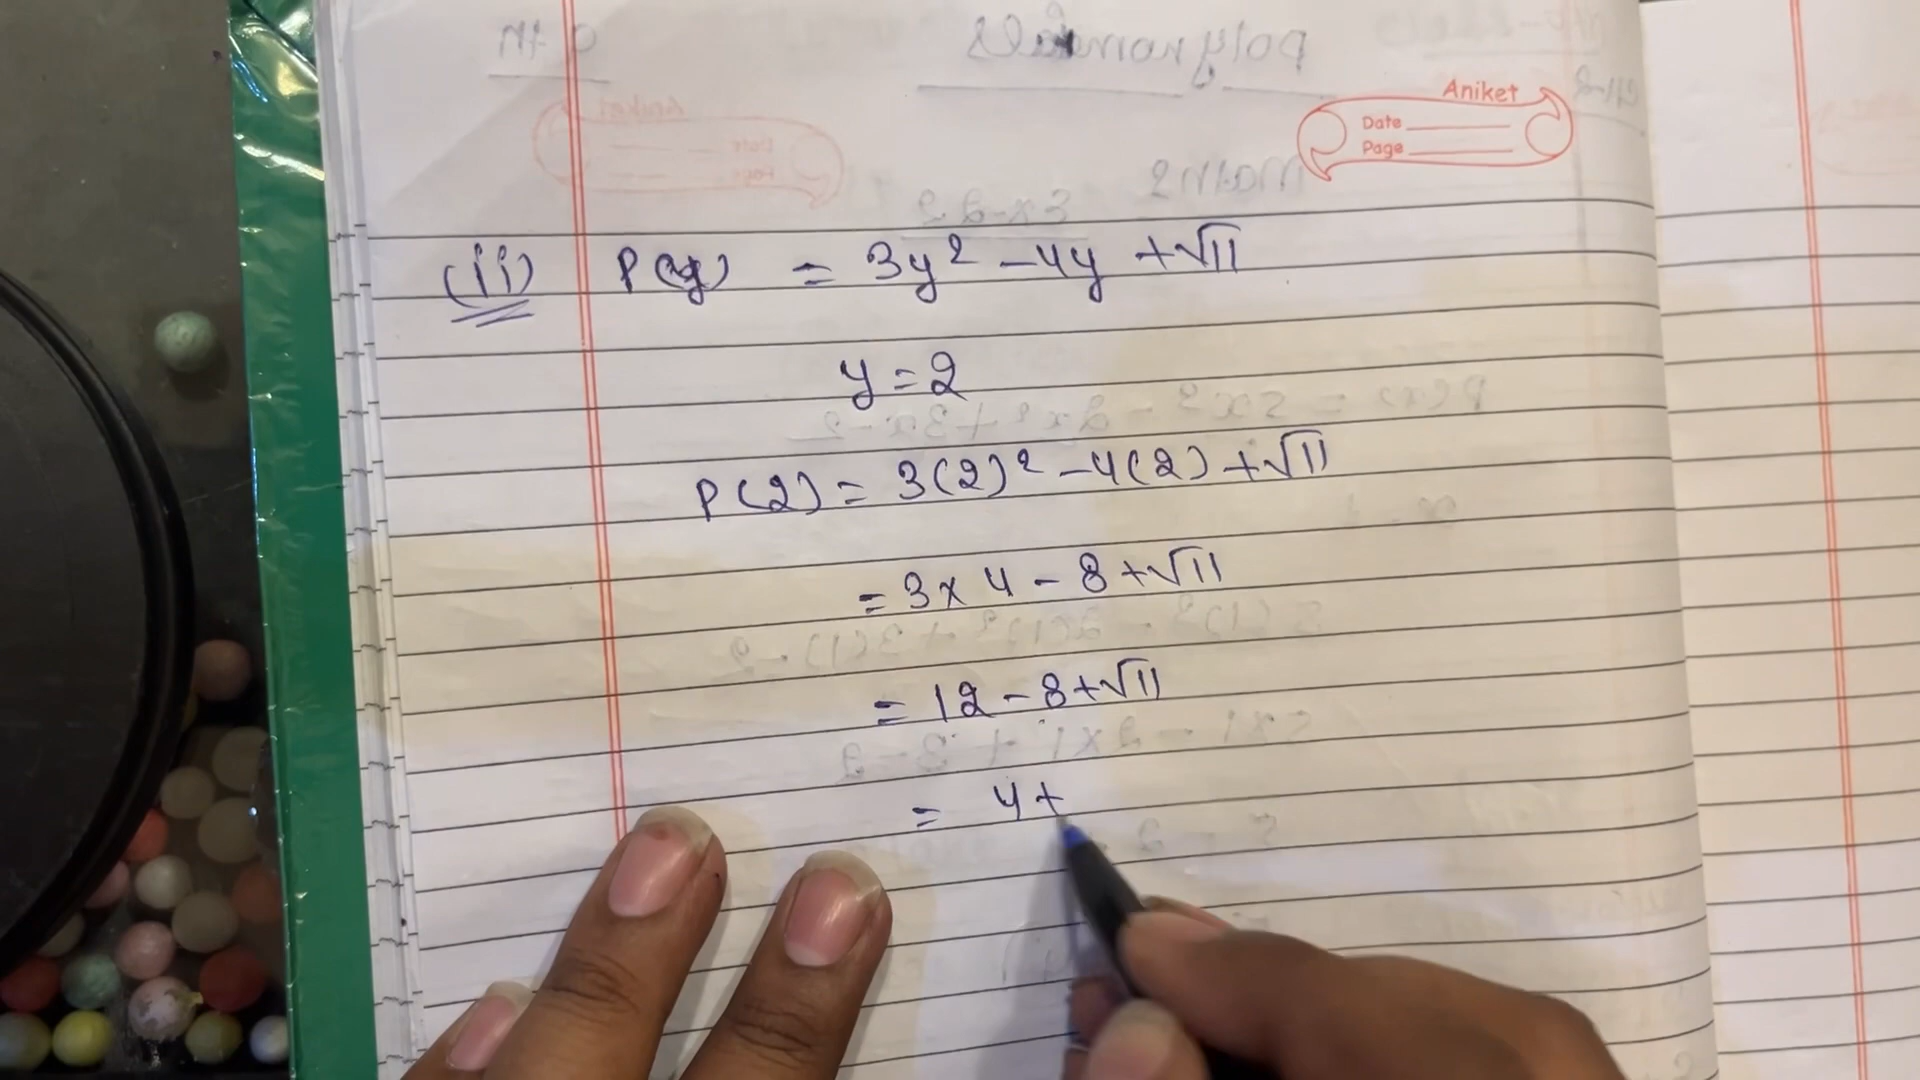 Aniket
Date
Page
(ii) P(y) = 3y² - 4y + √11
y = 2
P(2) = 3(2)² - 4(2) + √11
= 3 x 4 - 8 + √11
= 12 - 8 + √11
= 4 +